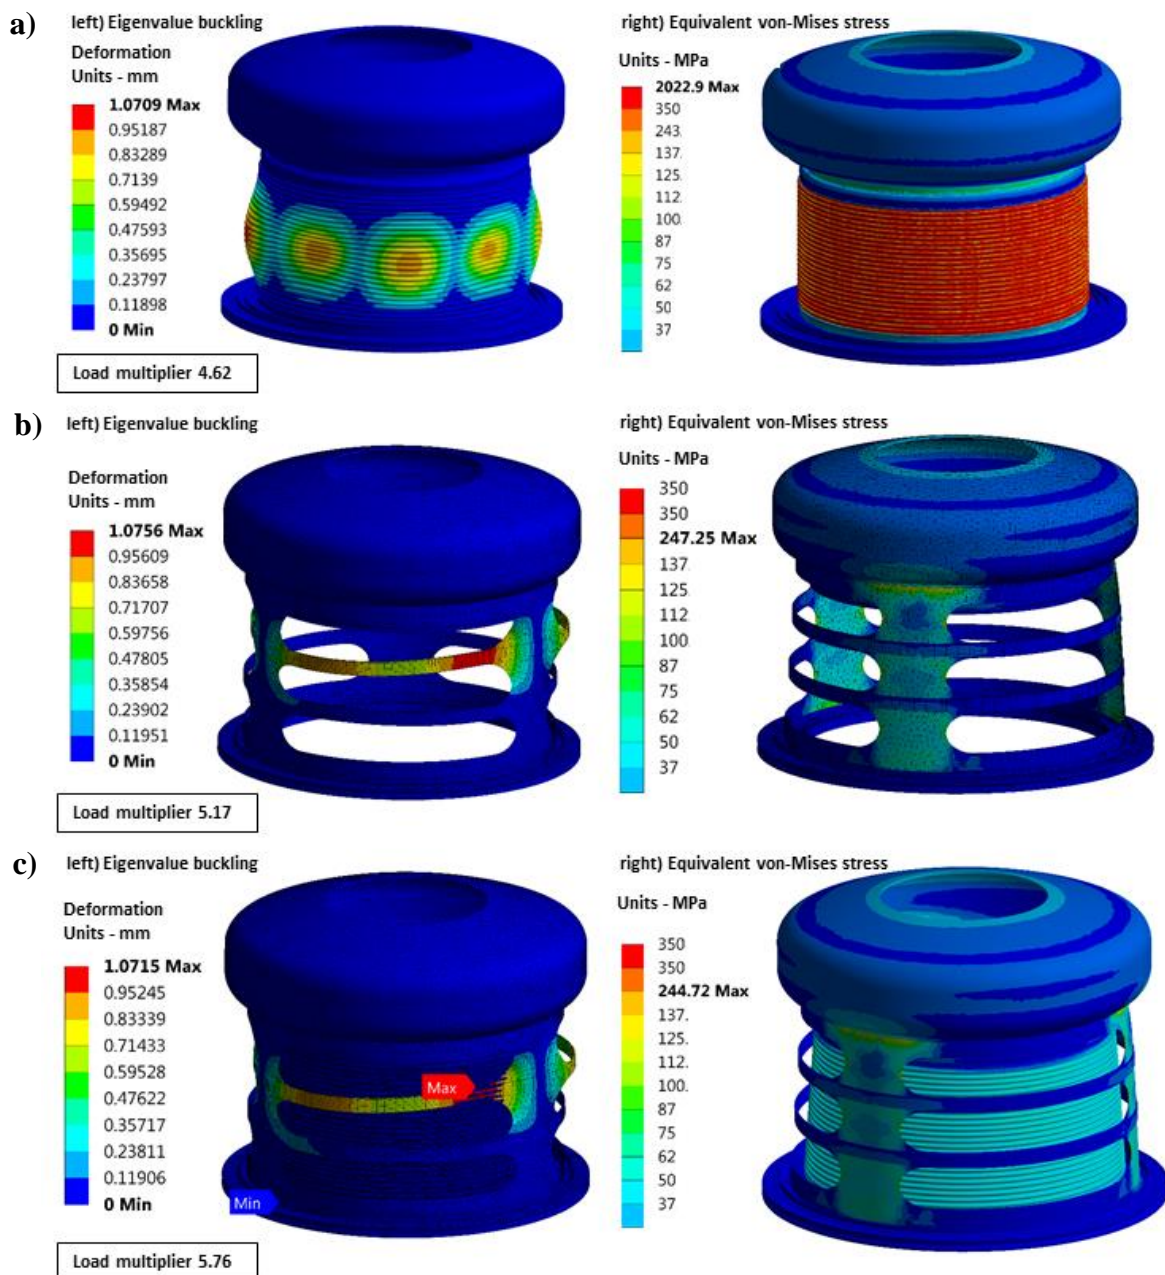 a)
left) Eigenvalue buckling
Deformation
Units - mm
1.0709 Max
0.95187
0.83289
0.7139
0.59492
0.47593
0.35695
0.23797
0.11898
0 Min
Load multiplier 4.62
right) Equivalent von-Mises stress
Units - MPa
2022.9 Max
350
243.
137.
125
112.
100.
87
75
62
50
37
b)
left) Eigenvalue buckling
Deformation
Units - mm
1.0756 Max
0.95609
0.83658
0.71707
0.59756
0.47805
0.35854
0.23902
0.11951
0 Min
Load multiplier 5.17
right) Equivalent von-Mises stress
Units - MPa
350
350
247.25 Max
137.
125
112
100
87
75
62
50
37
c)
left) Eigenvalue buckling
Deformation
Units - mm
1.0715 Max
0.95245
0.83339
0.71433
0.59528
0.47622
0.35717
0.23811
0.11906
0 Min
Max
Min
Load multiplier 5.76
right) Equivalent von-Mises stress
Units - MPa
350
350
244.72 Max
137.
125.
112.
100.
87
75
62
50
37